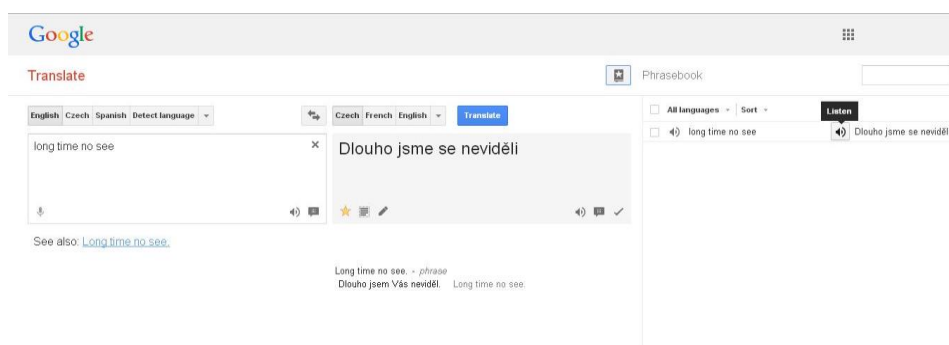 Google
Translate
Phrasebook
English Czech Spanish Detect language
Czech French English Translate
long time no see
Dlouho jsme se neviděli
See also: Long time no see.
Long time no see. - phrase
Dlouho jsem Vás neviděl. Long time no see.
All languages Sort Listen
long time no see Dlouho jsme se neviděl